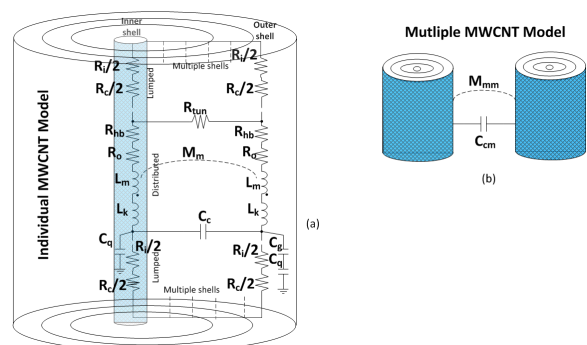 Inner
shell
Outer
shell
Mutliple MWCNT Model
Individual MWCNT Model
Ri/2
Multiple shells
Ri/2
Rc/2
Lumped
Rc/2
Rtun
Rhb
Rhb
Ro
Ro
Mm
Distributed
Lm
Lm
Lk
Lk
Cc
Cq
Ri/2
Cg
Ri/2
Cq
Lumped
Rc/2
Rc/2
Multiple shells
(a)
Mmm
Ccm
(b)